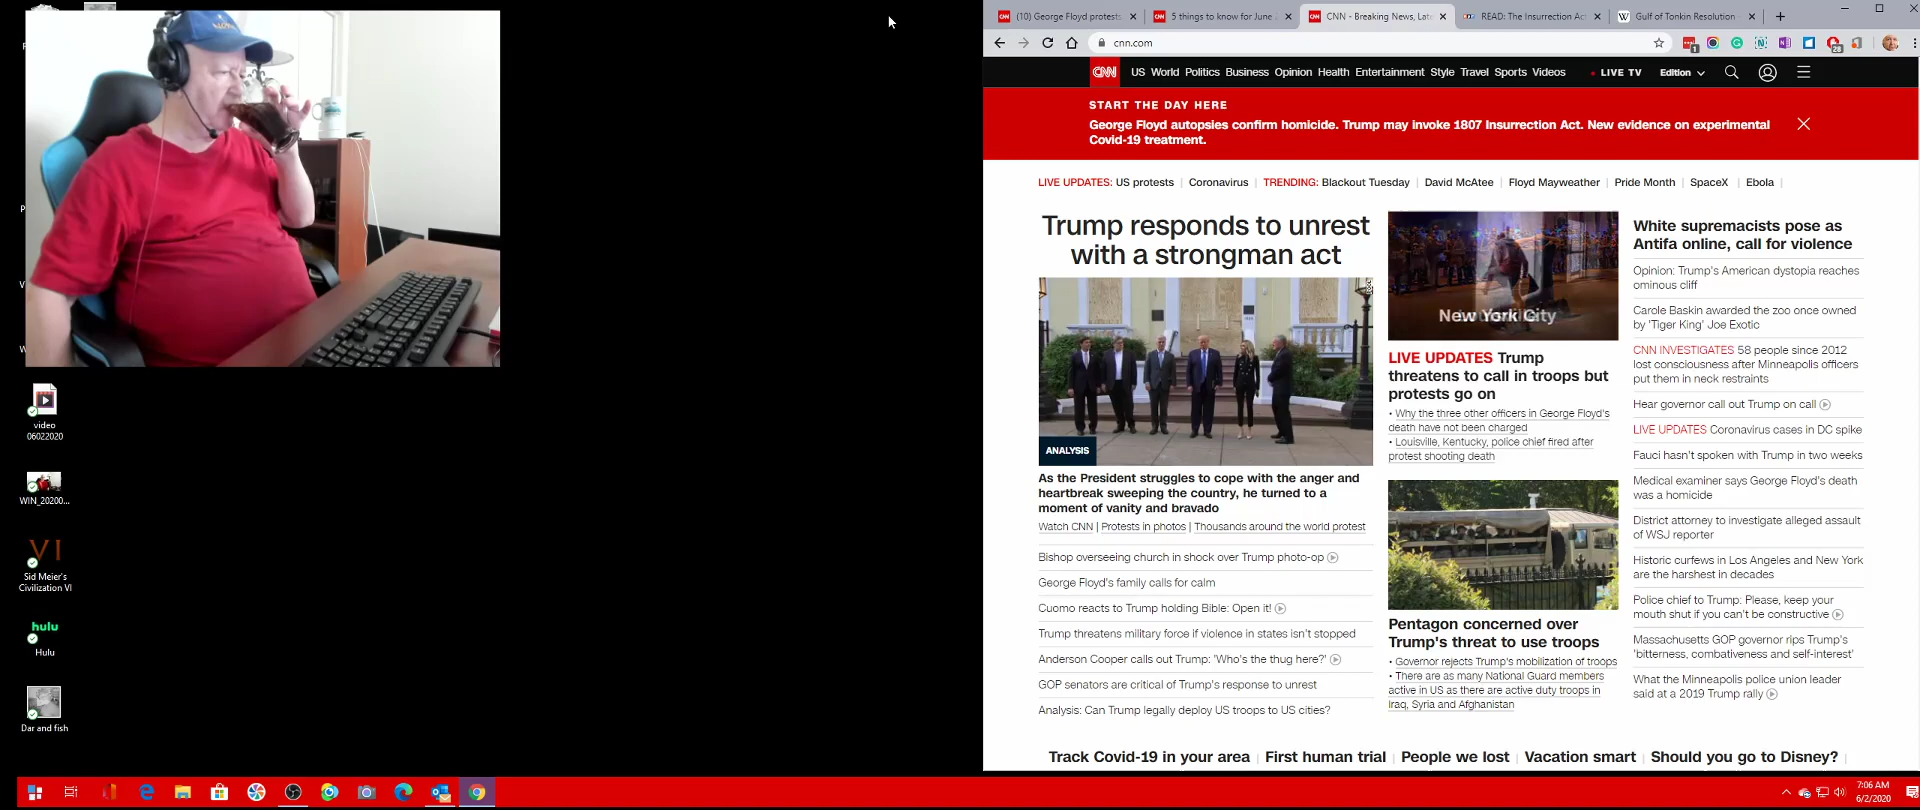 video
06022020
WIN_20200...
VI
Sid Meier's
Civilization VI
hulu
Hulu
Dar and fish
(10) George Floyd protests
5 things to know for June
CNN - Breaking News, Late
READ: The Insurrection Act
Gulf of Tonkin Resolution
cnn.com
CNN
US World Politics Business Opinion Health Entertainment Style Travel Sports Videos
LIVE TV
Edition
START THE DAY HERE
George Floyd autopsies confirm homicide. Trump may invoke 1807 Insurrection Act. New evidence on experimental
Covid-19 treatment.
LIVE UPDATES: US protests | Coronavirus | TRENDING: Blackout Tuesday | David McAtee | Floyd Mayweather | Pride Month | SpaceX | Ebola |
Trump responds to unrest
with a strongman act
ANALYSIS
As the President struggles to cope with the anger and
heartbreak sweeping the country, he turned to a
moment of vanity and bravado
Watch CNN | Protests in photos | Thousands around the world protest
Bishop overseeing church in shock over Trump photo-op
George Floyd's family calls for calm
Cuomo reacts to Trump holding Bible: Open it!
Trump threatens military force if violence in states isn't stopped
Anderson Cooper calls out Trump: 'Who's the thug here?'
GOP senators are critical of Trump's response to unrest
Analysis: Can Trump legally deploy US troops to US cities?
New York City
LIVE UPDATES Trump
threatens to call in troops but
protests go on
• Why the three other officers in George Floyd's
death have not been charged
• Louisville, Kentucky, police chief fired after
protest shooting death
Pentagon concerned over
Trump's threat to use troops
• Governor rejects Trump's mobilization of troops
• There are as many National Guard members
active in US as there are active duty troops in
Iraq, Syria and Afghanistan
White supremacists pose as
Antifa online, call for violence
Opinion: Trump's American dystopia reaches
ominous cliff
Carole Baskin awarded the zoo once owned
by 'Tiger King' Joe Exotic
CNN INVESTIGATES 58 people since 2012
lost consciousness after Minneapolis officers
put them in neck restraints
Hear governor call out Trump on call
LIVE UPDATES Coronavirus cases in DC spike
Fauci hasn't spoken with Trump in two weeks
Medical examiner says George Floyd's death
was a homicide
District attorney to investigate alleged assault
of WSJ reporter
Historic curfews in Los Angeles and New York
are the harshest in decades
Police chief to Trump: Please, keep your
mouth shut if you can't be constructive
Massachusetts GOP governor rips Trump's
'bitterness, combativeness and self-interest'
What the Minneapolis police union leader
said at a 2019 Trump rally
Track Covid-19 in your area | First human trial | People we lost | Vacation smart | Should you go to Disney? |
7:06 AM
6/2/2020